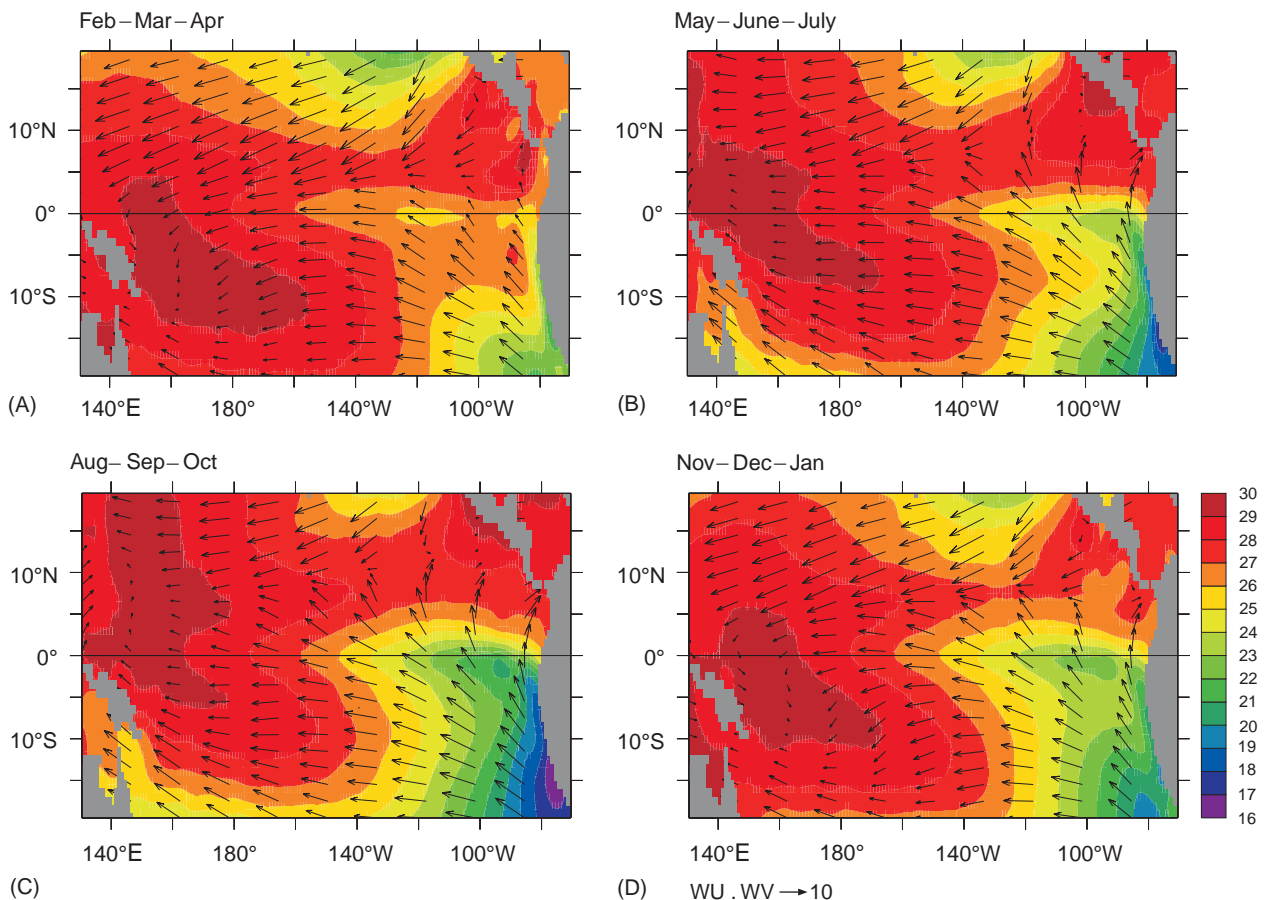 Feb–Mar–Apr
10°N
0°
10°S
(A)
140°E 180° 140°W 100°W
May–June–July
10°N
0°
10°S
(B)
140°E 180° 140°W 100°W
Aug–Sep–Oct
10°N
0°
10°S
(C)
140°E 180° 140°W 100°W
Nov–Dec–Jan
10°N
0°
10°S
(D)
140°E 180° 140°W 100°W
WU . WV → 10
30
29
28
27
26
25
24
23
22
21
20
19
18
17
16